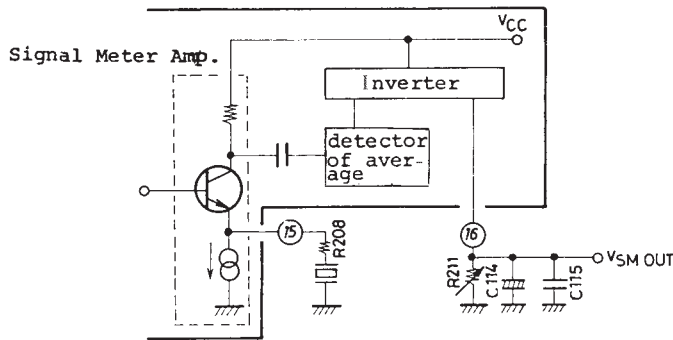 VCC
Signal Meter Amp.
Inverter
detector
of aver-
age
15
R208
16
R211
C114
C115
VSM OUT